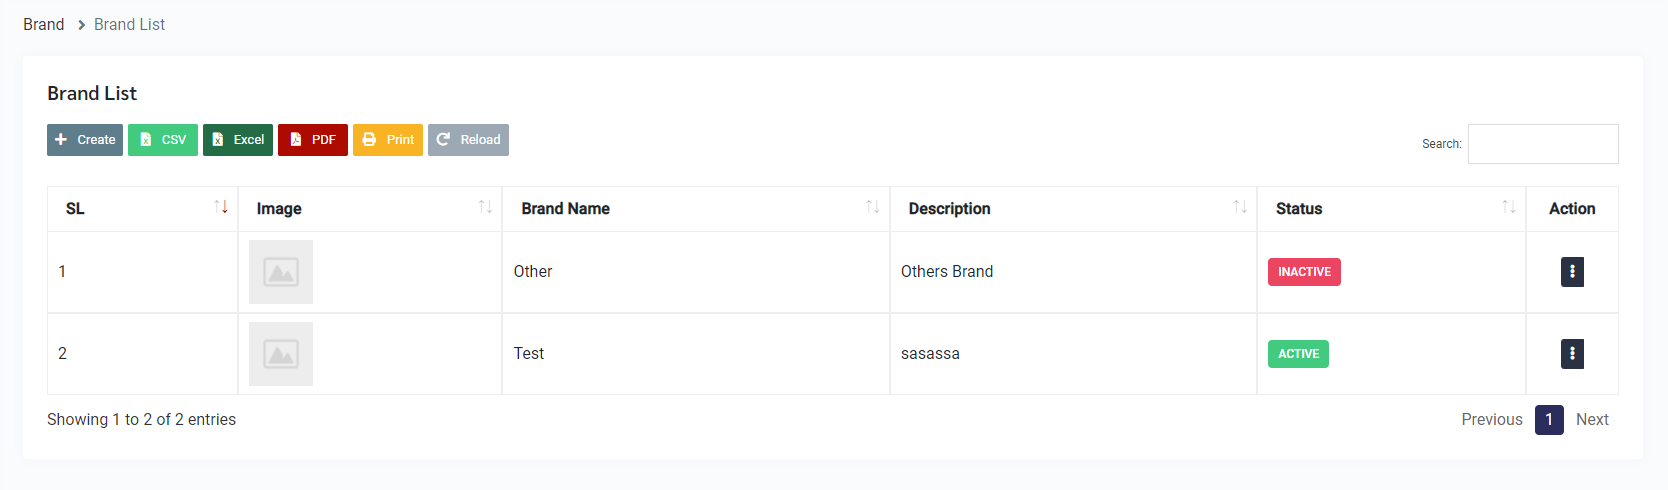 Brand > Brand List
Brand List
Create CSV Excel PDF Print Reload Search:
SL Image Brand Name Description Status Action
1 Other Others Brand INACTIVE
2 Test sasassa ACTIVE
Showing 1 to 2 of 2 entries Previous 1 Next